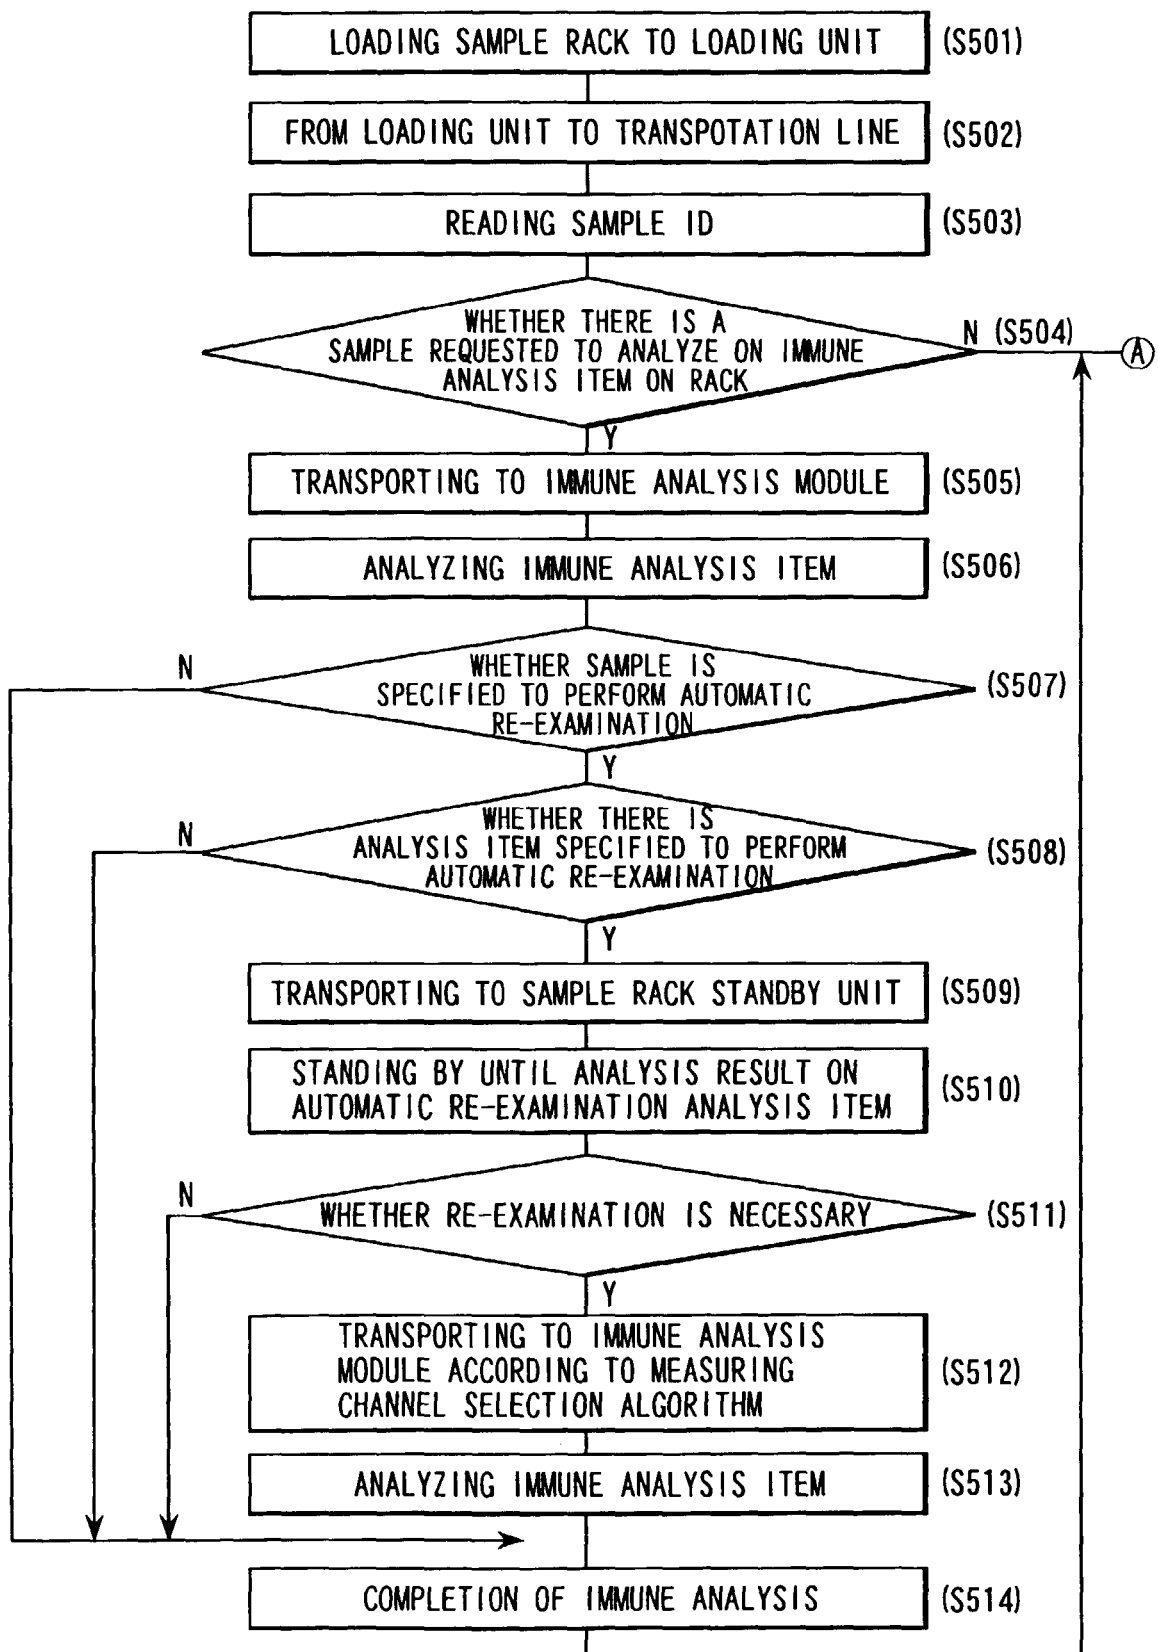 LOADING SAMPLE RACK TO LOADING UNIT (S501)
FROM LOADING UNIT TO TRANSPOTATION LINE (S502)
READING SAMPLE ID (S503)
WHETHER THERE IS A
SAMPLE REQUESTED TO ANALYZE ON IMMUNE
ANALYSIS ITEM ON RACK
N (S504)
A
Y
TRANSPORTING TO IMMUNE ANALYSIS MODULE (S505)
ANALYZING IMMUNE ANALYSIS ITEM (S506)
N
WHETHER SAMPLE IS
SPECIFIED TO PERFORM AUTOMATIC
RE-EXAMINATION
(S507)
Y
N
WHETHER THERE IS
ANALYSIS ITEM SPECIFIED TO PERFORM
AUTOMATIC RE-EXAMINATION
(S508)
Y
TRANSPORTING TO SAMPLE RACK STANDBY UNIT (S509)
STANDING BY UNTIL ANALYSIS RESULT ON
AUTOMATIC RE-EXAMINATION ANALYSIS ITEM
(S510)
N
WHETHER RE-EXAMINATION IS NECESSARY (S511)
Y
TRANSPORTING TO IMMUNE ANALYSIS
MODULE ACCORDING TO MEASURING
CHANNEL SELECTION ALGORITHM
(S512)
ANALYZING IMMUNE ANALYSIS ITEM (S513)
COMPLETION OF IMMUNE ANALYSIS (S514)